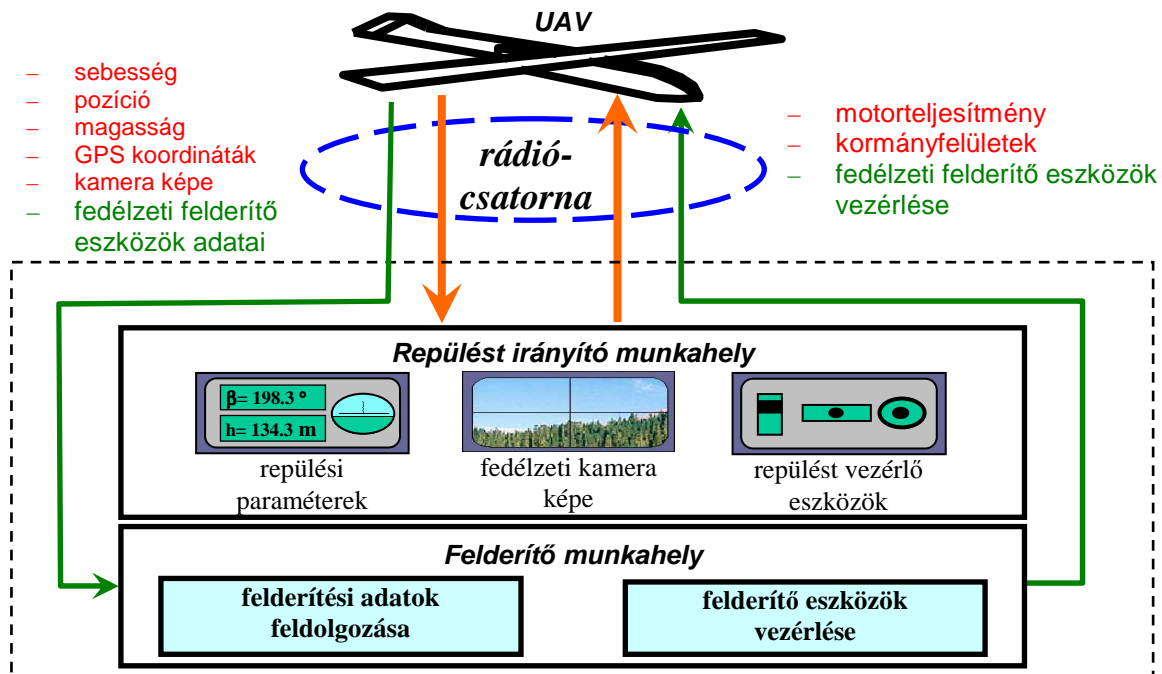 UAV
– sebesség
– pozíció
– magasság
– GPS koordináták
– kamera képe
– fedélzeti felderítő
eszközök adatai
rádió-
csatorna
– motorteljesítmény
– kormányfelületek
– fedélzeti felderítő eszközök
vezérlése
Repülést irányító munkahely
β= 198.3 °
h= 134.3 m
repülési
paraméterek
fedélzeti kamera
képe
repülést vezérlő
eszközök
Felderítő munkahely
felderítési adatok
feldolgozása
felderítő eszközök
vezérlése